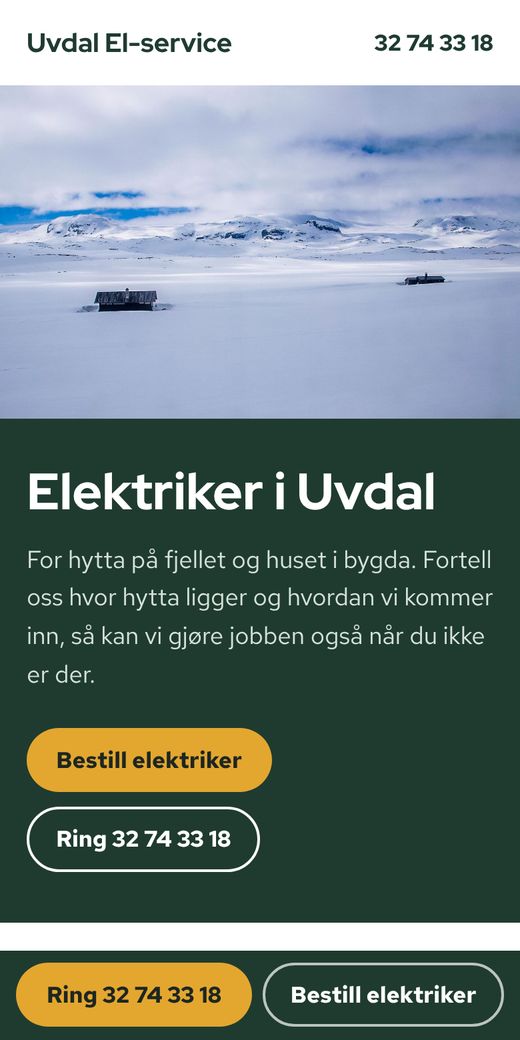 Uvdal El-service
32 74 33 18
Elektriker i Uvdal
For hytta på fjellet og huset i bygda. Fortell
oss hvor hytta ligger og hvordan vi kommer
inn, så kan vi gjøre jobben også når du ikke
er der.
Bestill elektriker
Ring 32 74 33 18
Ring 32 74 33 18
Bestill elektriker